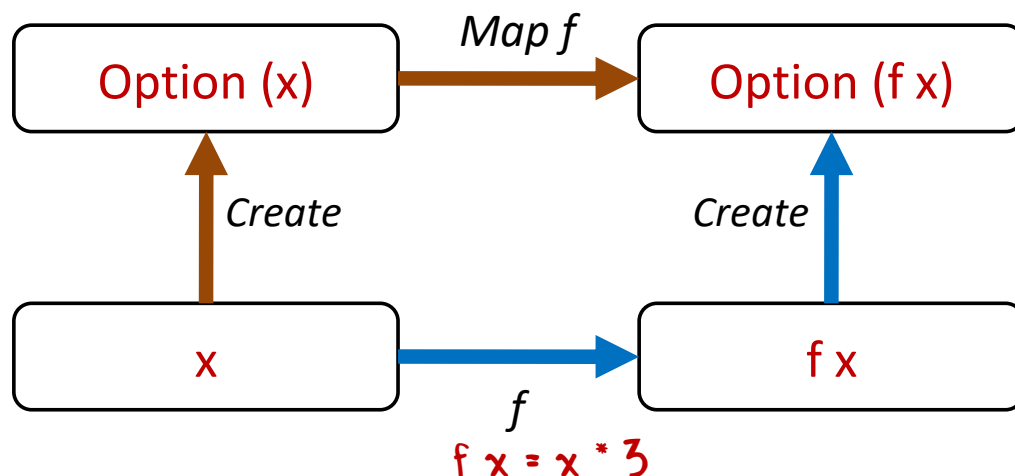 Map f
Option (x)
Option (f x)
Create
Create
x
f x
f
f x = x * 3